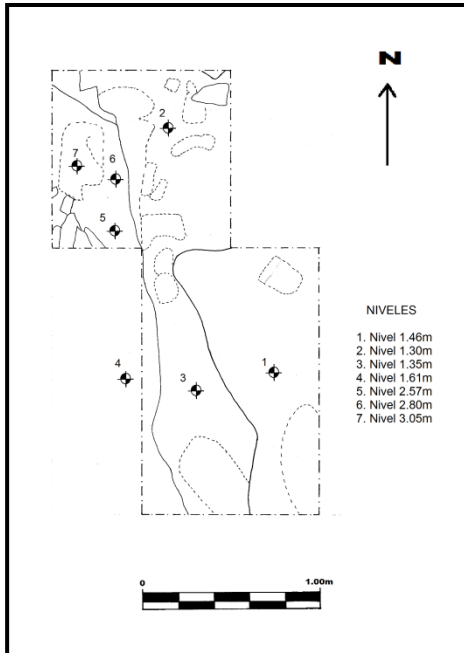 N
2
7
6
5
4
3
1
NIVELES
1. Nivel 1.46m
2. Nivel 1.30m
3. Nivel 1.35m
4. Nivel 1.61m
5. Nivel 2.57m
6. Nivel 2.80m
7. Nivel 3.05m
0 1.00m